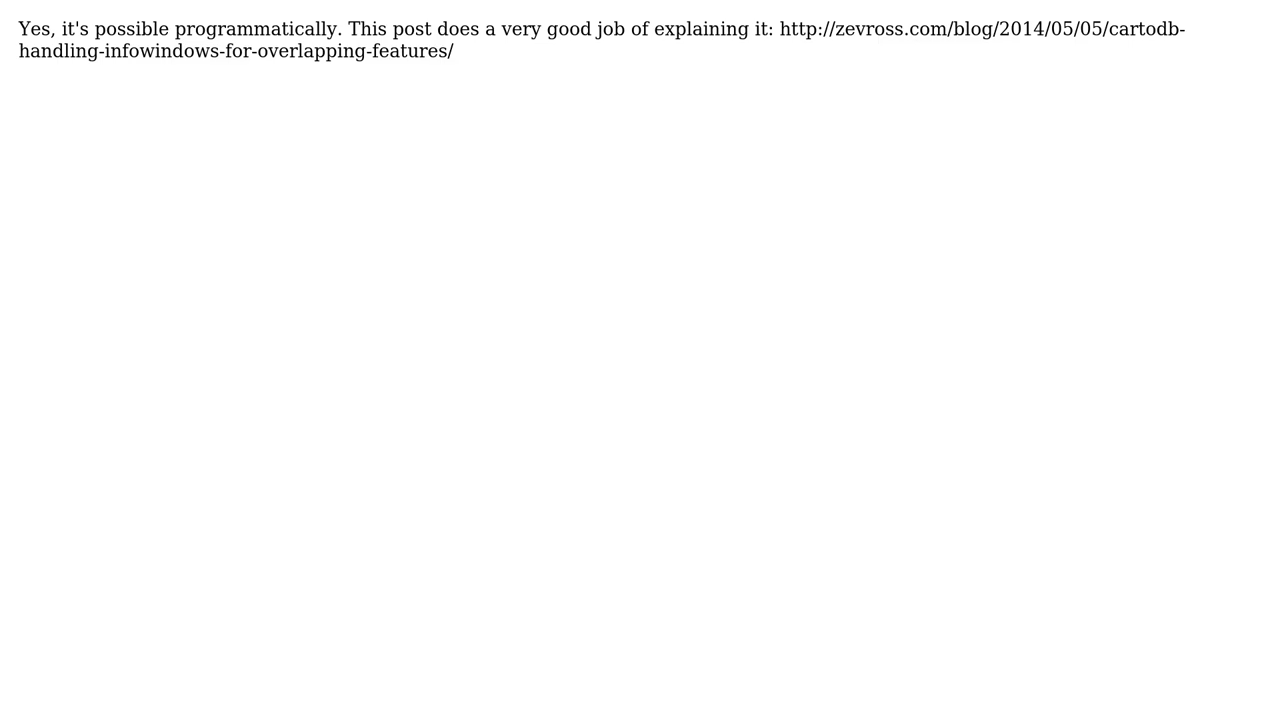 Yes, it's possible programmatically. This post does a very good job of explaining it: http://zevross.com/blog/2014/05/05/cartodb-
handling-infowindows-for-overlapping-features/